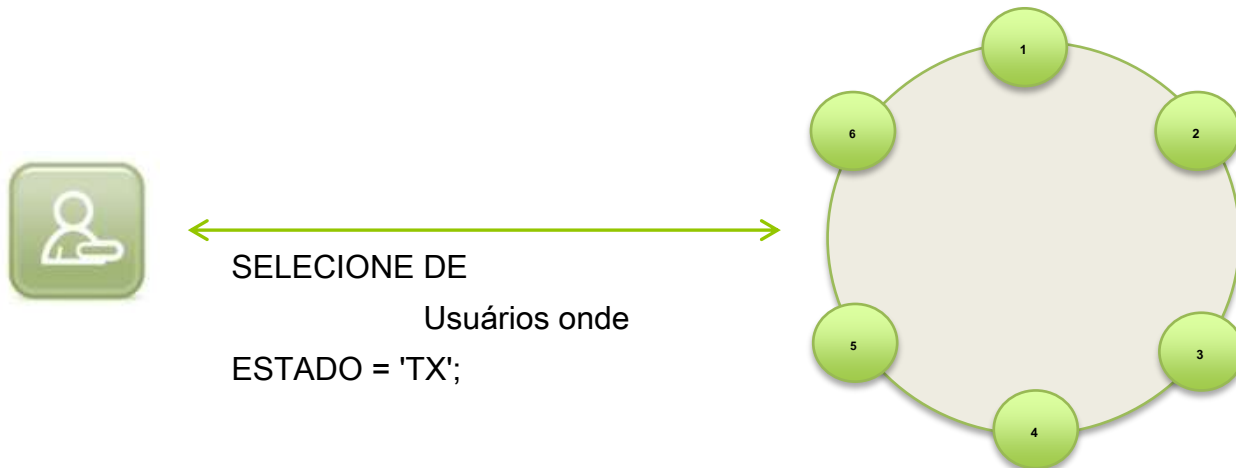 SELECIONE DE
Usuários onde
ESTADO = 'TX';
1
2
3
4
5
6